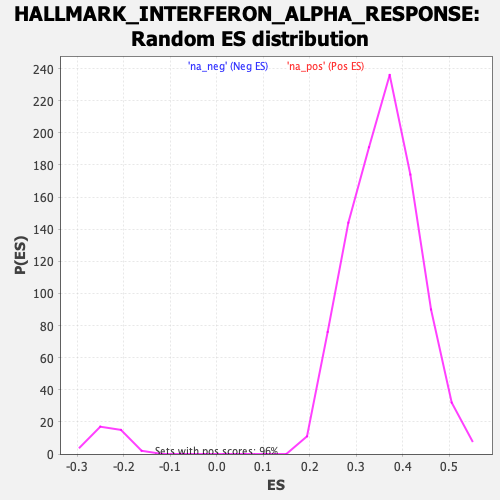 HALLMARK_INTERFERON_ALPHA_RESPONSE:
Random ES distribution
'na_neg' (Neg ES) 'na_pos' (Pos ES)
240
220
200
180
160
140
120
100
80
60
40
20
0
P(ES)
Sets with pos scores: 96%
-0.3 -0.2 -0.1 0.0 0.1 0.2 0.3 0.4 0.5
ES